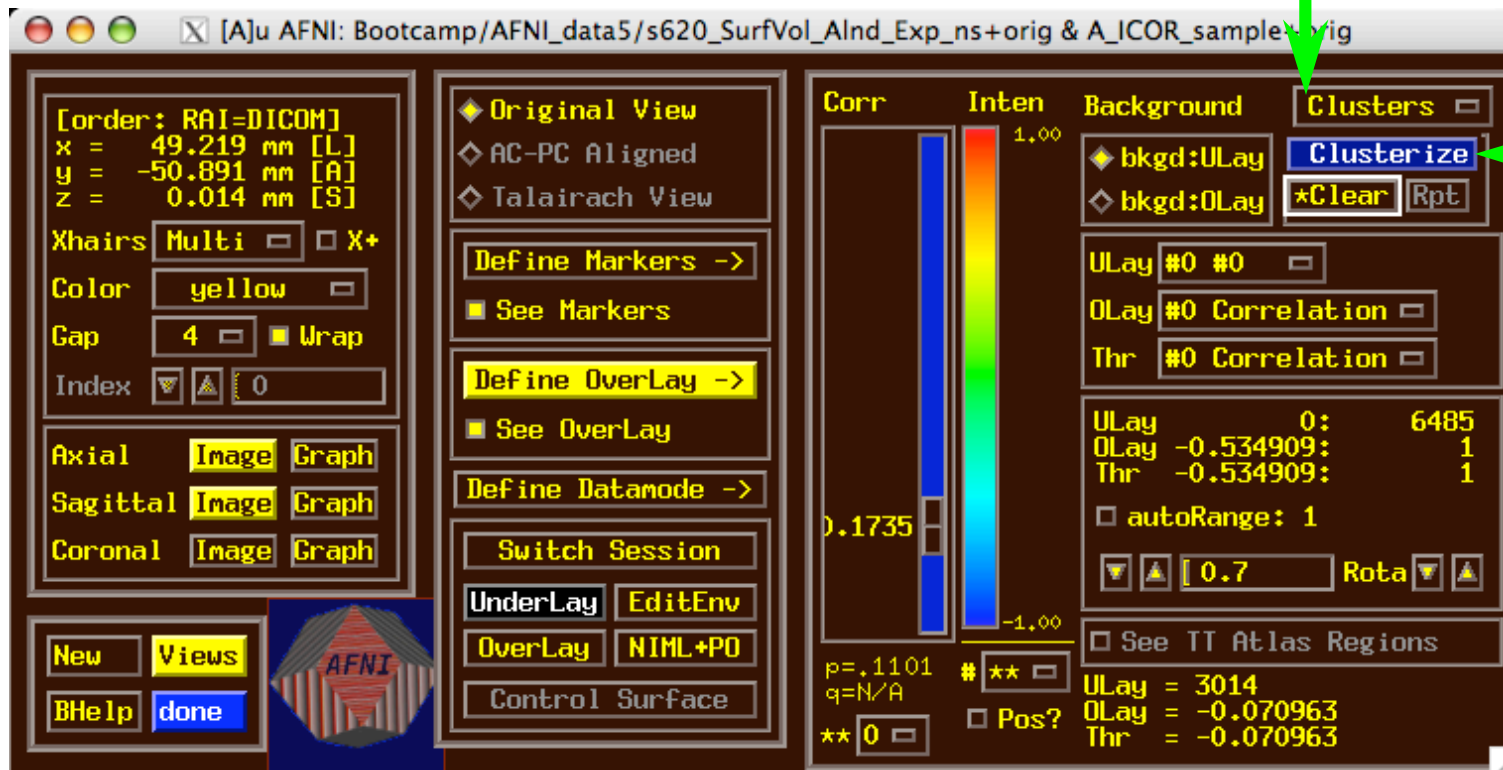 [A]u AFNI: Bootcamp/AFNI_data5/s620_SurfVol_Alnd_Exp_ns+orig & A_ICOR_sample+orig
[order: RAI=DICOM]
x = 49.219 mm [L]
y = -50.891 mm [A]
z = 0.014 mm [S]
Xhairs Multi X+
Color yellow
Gap 4 Wrap
Index 0
Axial Image Graph
Sagittal Image Graph
Coronal Image Graph
New Views
BHelp done
AFNI
Original View
AC-PC Aligned
Talairach View
Define Markers ->
See Markers
Define OverLay ->
See OverLay
Define Datamode ->
Switch Session
UnderLay EditEnv
OverLay NIML+PO
Control Surface
Corr Inten Background Clusters
1.00
bkgd:ULay Clusterize
bkgd:OLay *Clear Rpt
ULay #0 #0
OLay #0 Correlation
Thr #0 Correlation
ULay 0: 6485
OLay -0.534909: 1
Thr -0.534909: 1
0.1735
autoRange: 1
0.7 Rota
-1.00
See TT Atlas Regions
p=.1101
q=N/A
# **
** 0
Pos?
ULay = 3014
OLay = -0.070963
Thr = -0.070963